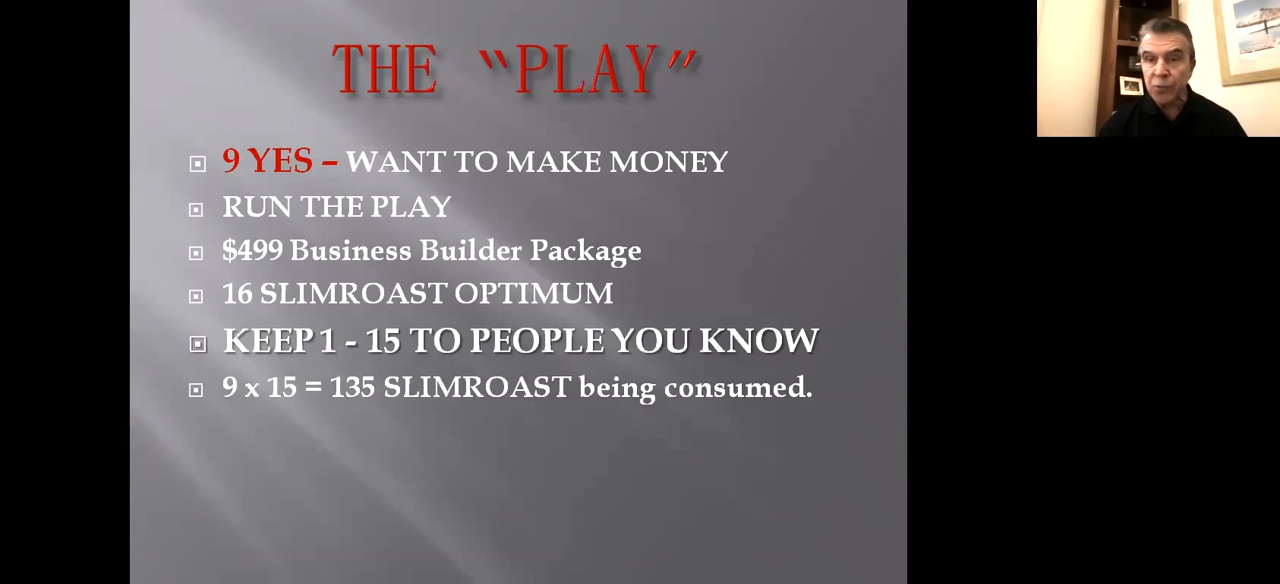 THE “PLAY”
9 YES – WANT TO MAKE MONEY
RUN THE PLAY
$499 Business Builder Package
16 SLIMROAST OPTIMUM
KEEP 1 - 15 TO PEOPLE YOU KNOW
9 x 15 = 135 SLIMROAST being consumed.